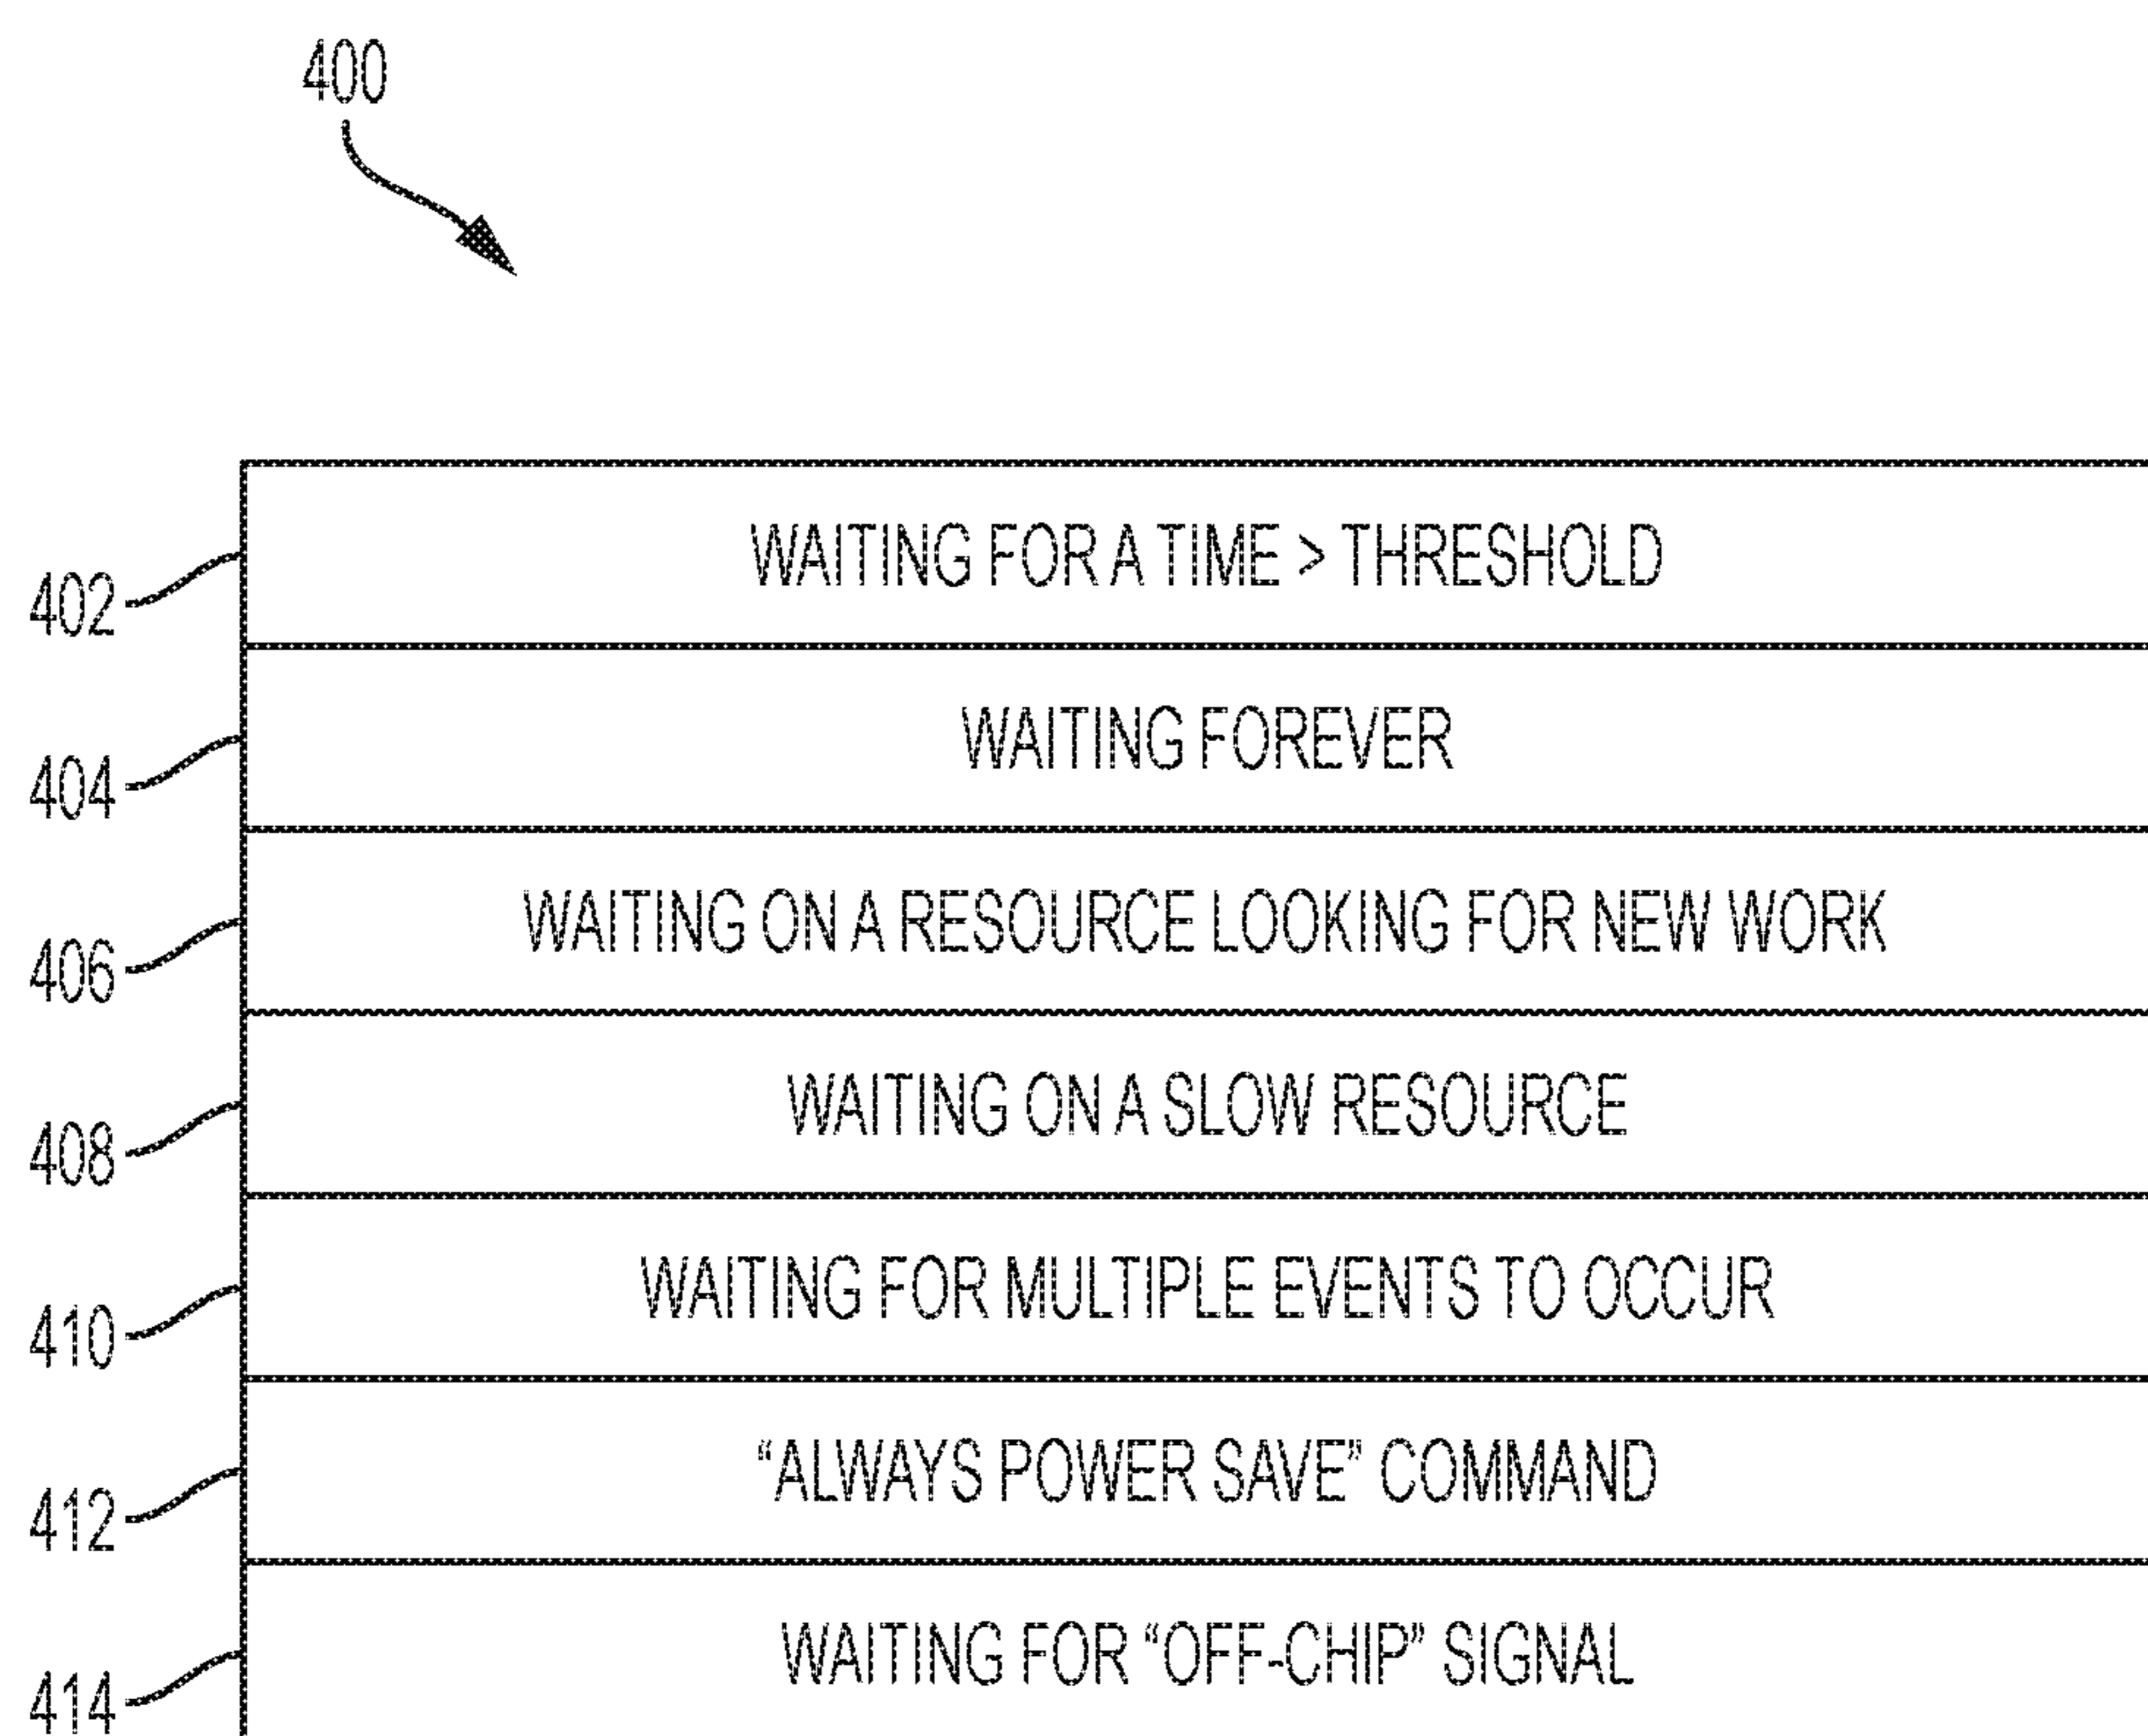 400
402 WAITING FOR A TIME > THRESHOLD
404 WAITING FOREVER
406 WAITING ON A RESOURCE LOOKING FOR NEW WORK
408 WAITING ON A SLOW RESOURCE
410 WAITING FOR MULTIPLE EVENTS TO OCCUR
412 “ALWAYS POWER SAVE” COMMAND
414 WAITING FOR “OFF-CHIP” SIGNAL